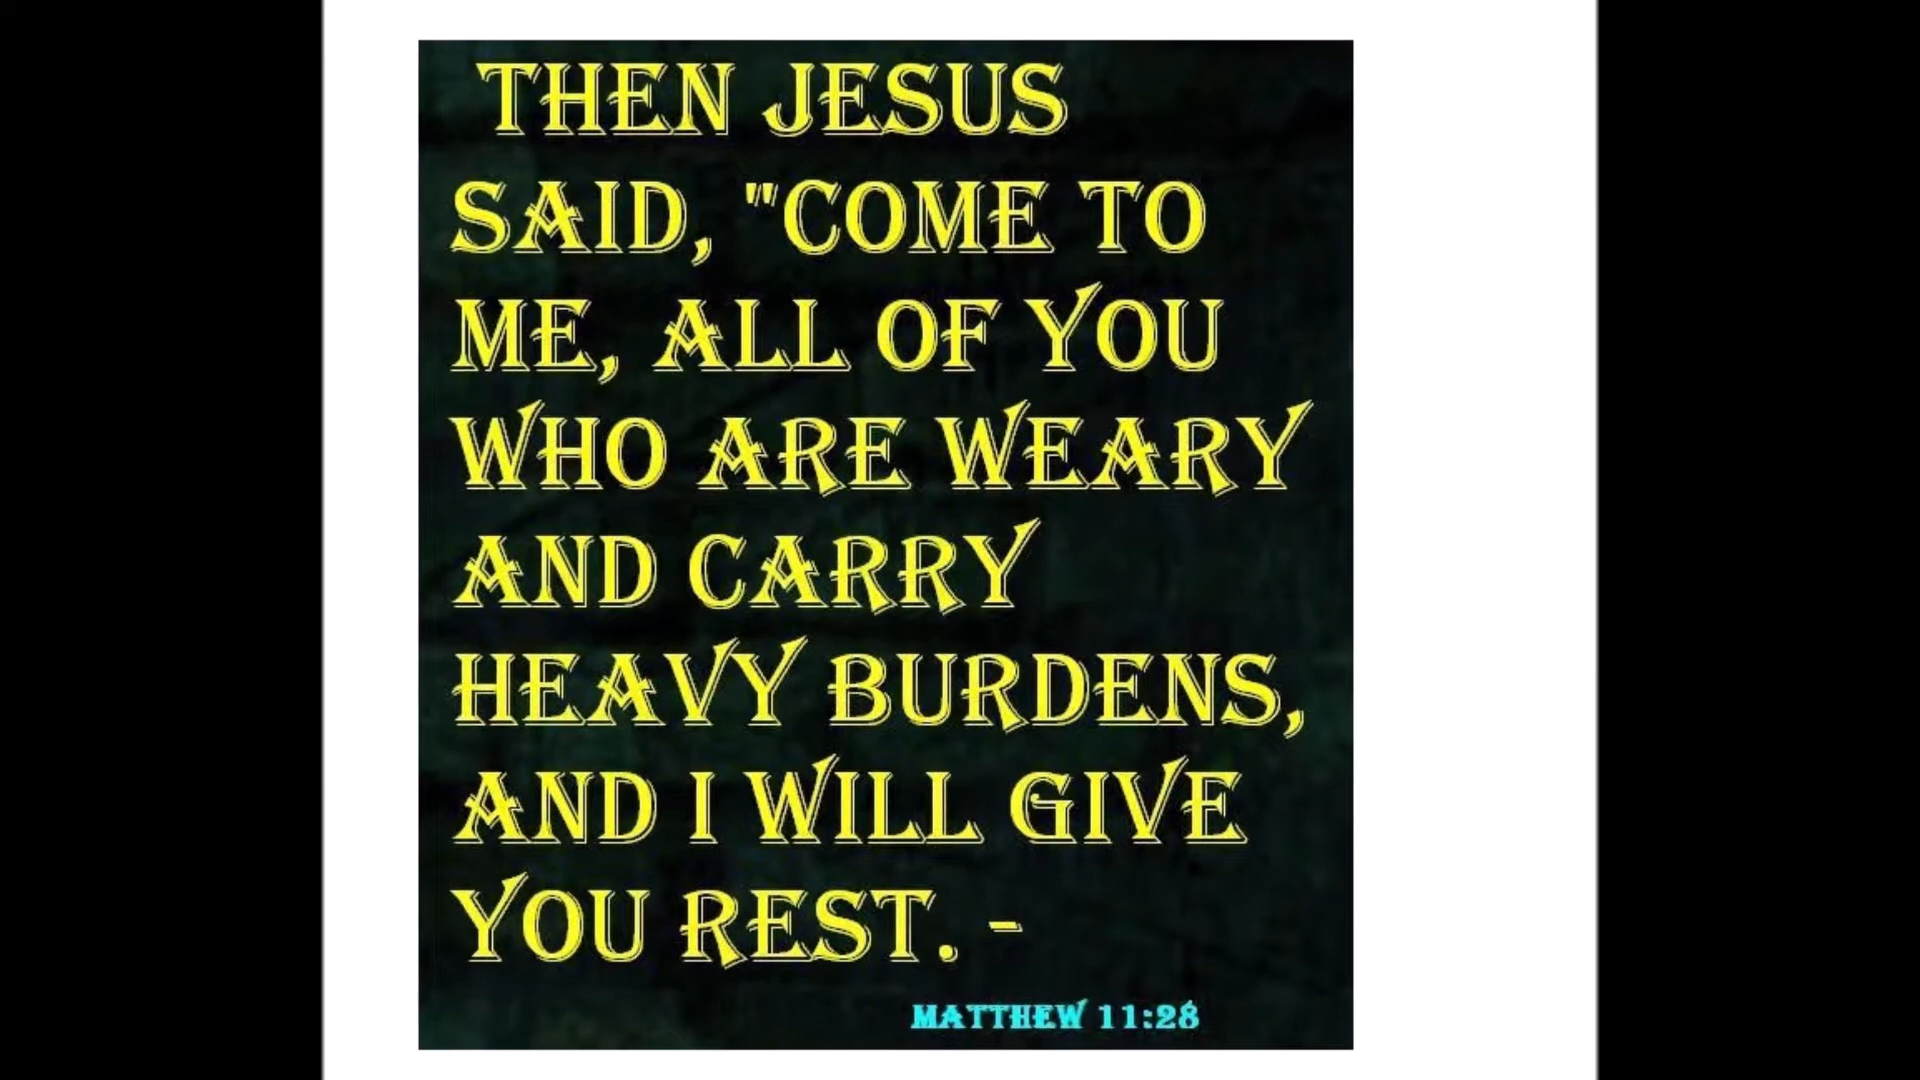 THEN JESUS
SAID, "COME TO
ME, ALL OF YOU
WHO ARE WEARY
AND CARRY
HEAVY BURDENS,
AND I WILL GIVE
YOU REST. -
MATTHEW 11:28